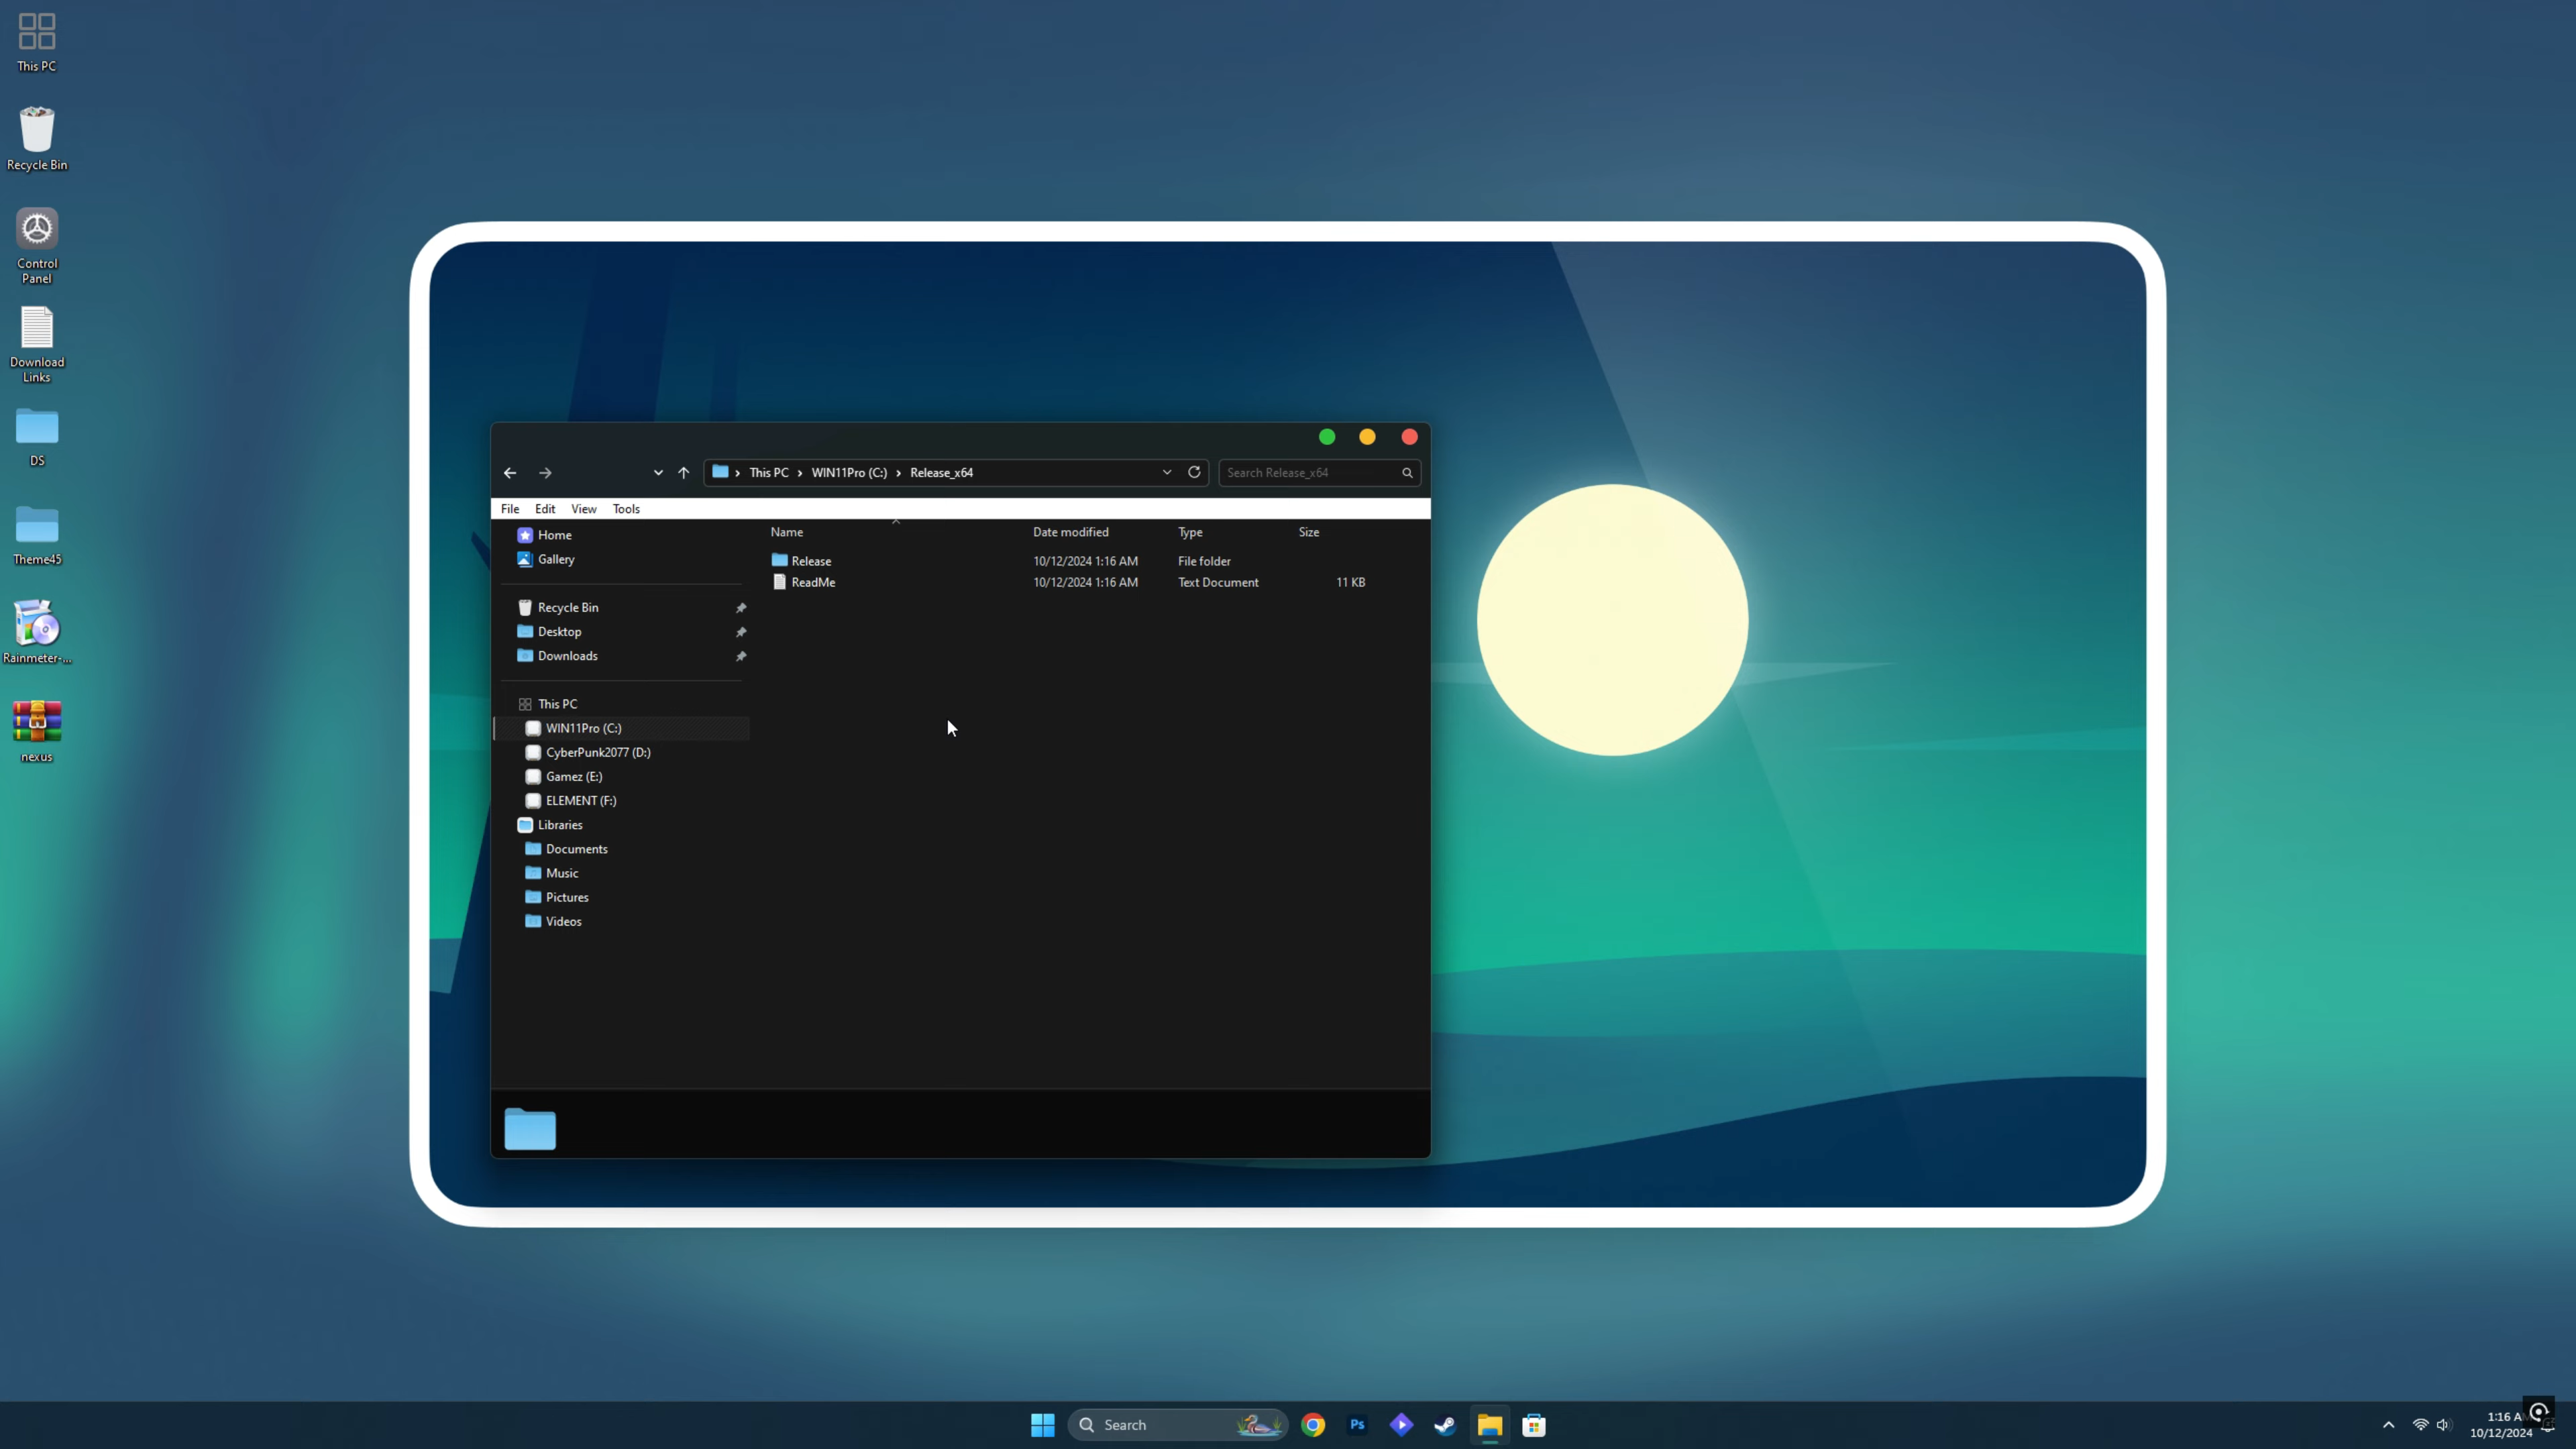 This PC
Recycle Bin
Control
Panel
Download
Links
DS
Theme45
Rainmeter-...
nexus
This PC
WIN11Pro (C:)
Release_x64
Search Release_x64
File Edit View Tools
Home
Gallery
Recycle Bin
Desktop
Downloads
This PC
WIN11Pro (C:)
CyberPunk2077 (D:)
Gamez (E:)
ELEMENT (F:)
Libraries
Documents
Music
Pictures
Videos
Name Date modified Type Size
Release 10/12/2024 1:16 AM File folder
ReadMe 10/12/2024 1:16 AM Text Document 11 KB
Search
Ps
1:16 A
10/12/2024